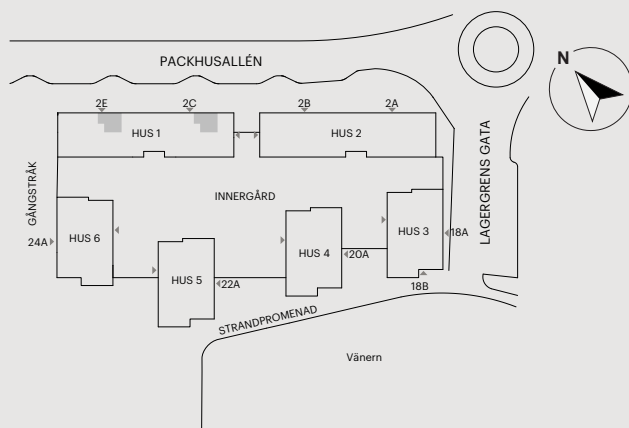 PACKHUSALLÉN
N
2E
2C
2B
2A
HUS 1
HUS 2
LAGERGRENS GATA
GÅNGSTRÅK
INNERGÅRD
24A
HUS 6
HUS 5
22A
HUS 4
20A
HUS 3
18A
18B
STRANDPROMENAD
Vänern